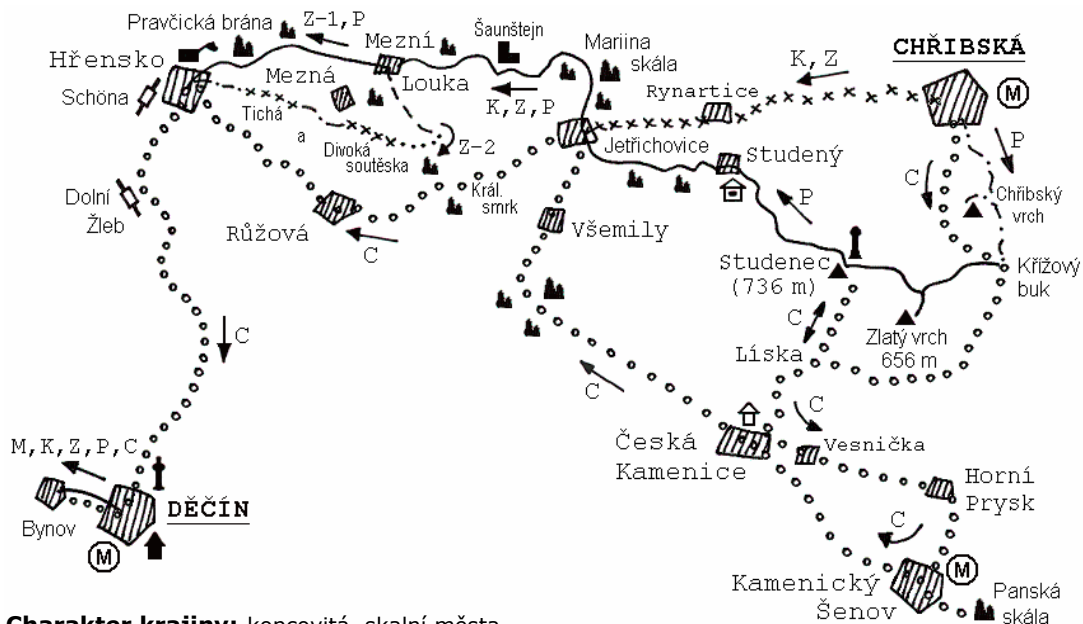 Pravčická brána
Z-1, P
Mezní
Louka
Šaunštejn
Mariina
skála
CHŘIBSKÁ
K, Z
M
Hřensko
Schöna
Mezná
Tichá
a
Divoká
soutěska
Z-2
K, Z, P
Rynartice
Jetřichovice
Studený
P
C
Chřibský
vrch
Dolní
Žleb
Růžová
C
Král.
smrk
Všemily
P
Studenec
(736 m)
Křížový
buk
C
Zlatý vrch
656 m
Líska
C
C
C
Česká
Kamenice
Vesnička
Horní
Prysk
C
M, K, Z, P, C
Bynov
DĚČÍN
M
Kamenický
Šenov
M
Panská
skála
Charakter krajiny: kopcovitá, skalní města